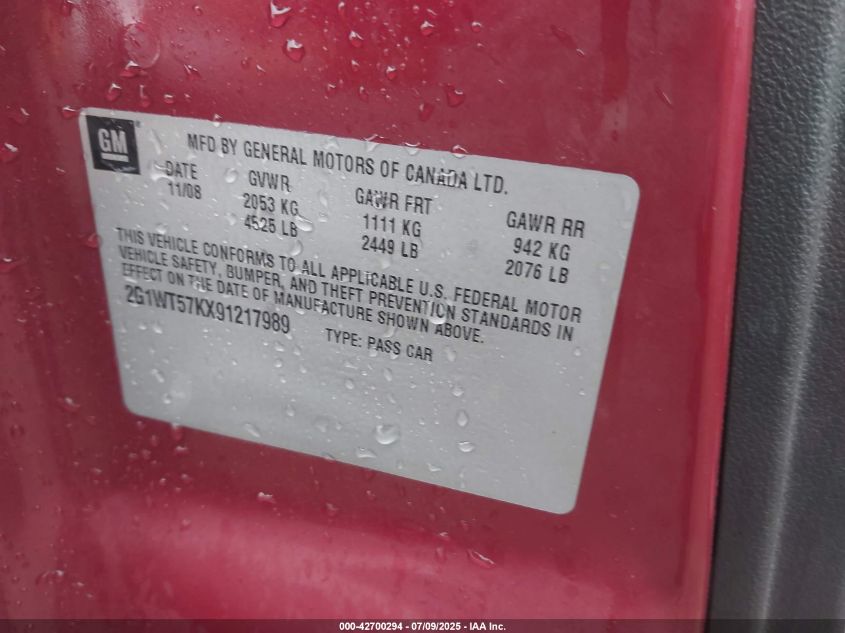 GM
MFD BY GENERAL MOTORS OF CANADA LTD.
DATE GVWR GAWR FRT GAWR RR
11/08 2053 KG 1111 KG 942 KG
4525 LB 2449 LB 2076 LB
THIS VEHICLE CONFORMS TO ALL APPLICABLE U.S. FEDERAL MOTOR
VEHICLE SAFETY, BUMPER, AND THEFT PREVENTION STANDARDS IN
EFFECT ON THE DATE OF MANUFACTURE SHOWN ABOVE.
2G1WT57KX91217989 TYPE: PASS CAR
000-42700294 - 07/09/2025 - IAA Inc.